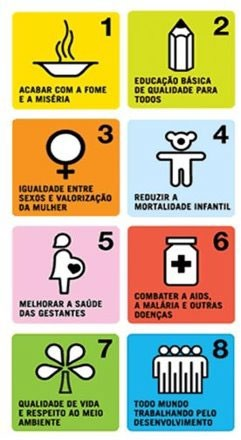 1
ACABAR COM A FOME
E A MISÉRIA
2
EDUCAÇÃO BÁSICA
DE QUALIDADE PARA
TODOS
3
IGUALDADE ENTRE
SEXOS E VALORIZAÇÃO
DA MULHER
4
REDUZIR A
MORTALIDADE INFANTIL
5
MELHORAR A SAÚDE
DAS GESTANTES
6
COMBATER A AIDS,
A MALÁRIA E OUTRAS
DOENÇAS
7
QUALIDADE DE VIDA
E RESPEITO AO MEIO
AMBIENTE
8
TODO MUNDO
TRABALHANDO PELO
DESENVOLVIMENTO